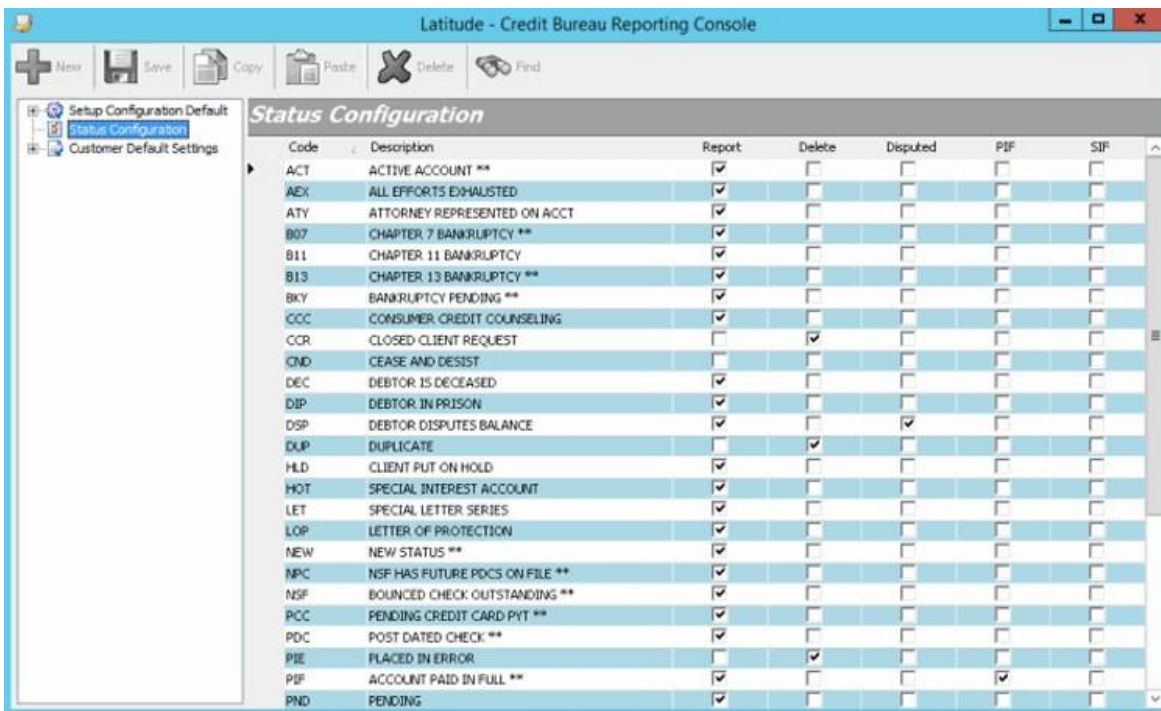 Latitude - Credit Bureau Reporting Console
New Save Copy Paste Delete Find
Setup Configuration Default
Status Configuration
Customer Default Settings
Status Configuration
Code Description Report Delete Disputed PIF SIF
ACT ACTIVE ACCOUNT **
AEX ALL EFFORTS EXHAUSTED
ATY ATTORNEY REPRESENTED ON ACCT
B07 CHAPTER 7 BANKRUPTCY **
B11 CHAPTER 11 BANKRUPTCY
B13 CHAPTER 13 BANKRUPTCY **
BKY BANKRUPTCY PENDING **
CCC CONSUMER CREDIT COUNSELING
CCR CLOSED CLIENT REQUEST
CND CEASE AND DESIST
DEC DEBTOR IS DECEASED
DIP DEBTOR IN PRISON
DSP DEBTOR DISPUTES BALANCE
DUP DUPLICATE
HLD CLIENT PUT ON HOLD
HOT SPECIAL INTEREST ACCOUNT
LET SPECIAL LETTER SERIES
LOP LETTER OF PROTECTION
NEW NEW STATUS **
NPC NSF HAS FUTURE PDCS ON FILE **
NSF BOUNCED CHECK OUTSTANDING **
PCC PENDING CREDIT CARD PYT **
PDC POST DATED CHECK **
PIE PLACED IN ERROR
PIF ACCOUNT PAID IN FULL **
PND PENDING